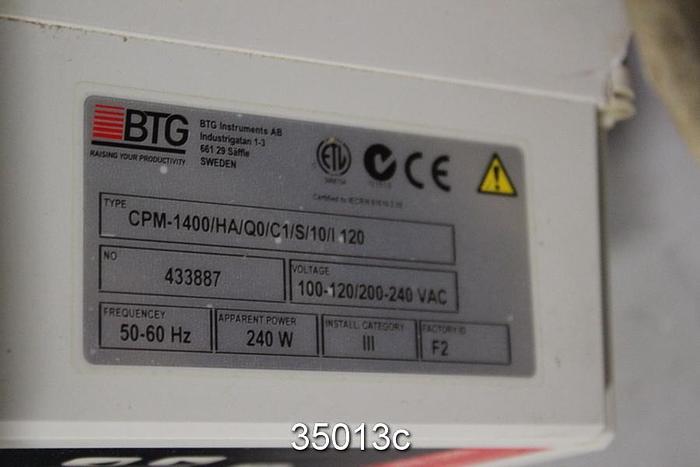 BTG
RAISING YOUR PRODUCTIVITY
BTG Instruments AB
Industrigatan 1-3
661 29 Säffle
SWEDEN
ETL
CE
TYPE
CPM-1400/HA/Q0/C1/S/10/I 120
NO
433887
VOLTAGE
100-120/200-240 VAC
FREQUENCEY
50-60 Hz
APPARENT POWER
240 W
INSTALL. CATEGORY
III
FACTORY ID
F2
35013c